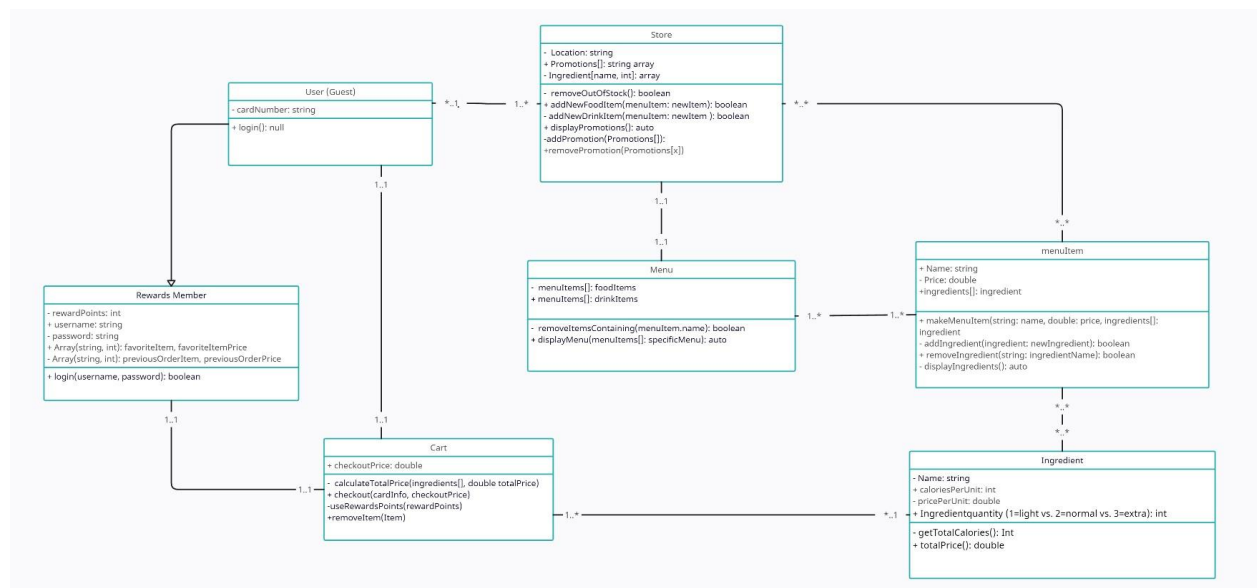 Store
- Location: string
+ Promotions[]: string array
- Ingredient[name, int]: array
- removeOutOfStock(): boolean
+ addNewFoodItem(menuItem: newItem): boolean
- addNewDrinkItem(menuItem: newItem ): boolean
+ displayPromotions(): auto
-addPromotion(Promotions[]):
+removePromotion(Promotions[x])
User (Guest)
- cardNumber: string
+ login(): null
*..1,
1..*
*..*
1..1
1..1
1..1
*..*
menuItem
+ Name: string
- Price: double
+ingredients[]: ingredient
+ makeMenuItem(string: name, double: price, ingredients[]:
ingredient
- addIngredient(ingredient: newIngredient): boolean
+ removeIngredient(string: ingredientName): boolean
- displayIngredients(): auto
Menu
- menuItems[]: foodItems
+ menuItems[]: drinkItems
- removeItemsContaining(menuItem.name): boolean
+ displayMenu(menuItems[]: specificMenu): auto
1..*
1..*
Rewards Member
- rewardPoints: int
+ username: string
- password: string
+ Array(string, int): favoriteItem, favoriteItemPrice
- Array(string, int): previousOrderItem, previousOrderPrice
+ login(username, password): boolean
1..1
1..1
*..*
*..*
Cart
+ checkoutPrice: double
- calculateTotalPrice(ingredients[], double totalPrice)
+ checkout(cardInfo, checkoutPrice)
-useRewardsPoints(rewardPoints)
+removeItem(Item)
1..1
1..*
*..1
Ingredient
- Name: string
+ caloriesPerUnit: int
- pricePerUnit: double
+ Ingredientquantity (1=light vs. 2=normal vs. 3=extra): int
- getTotalCalories(): Int
+ totalPrice(): double